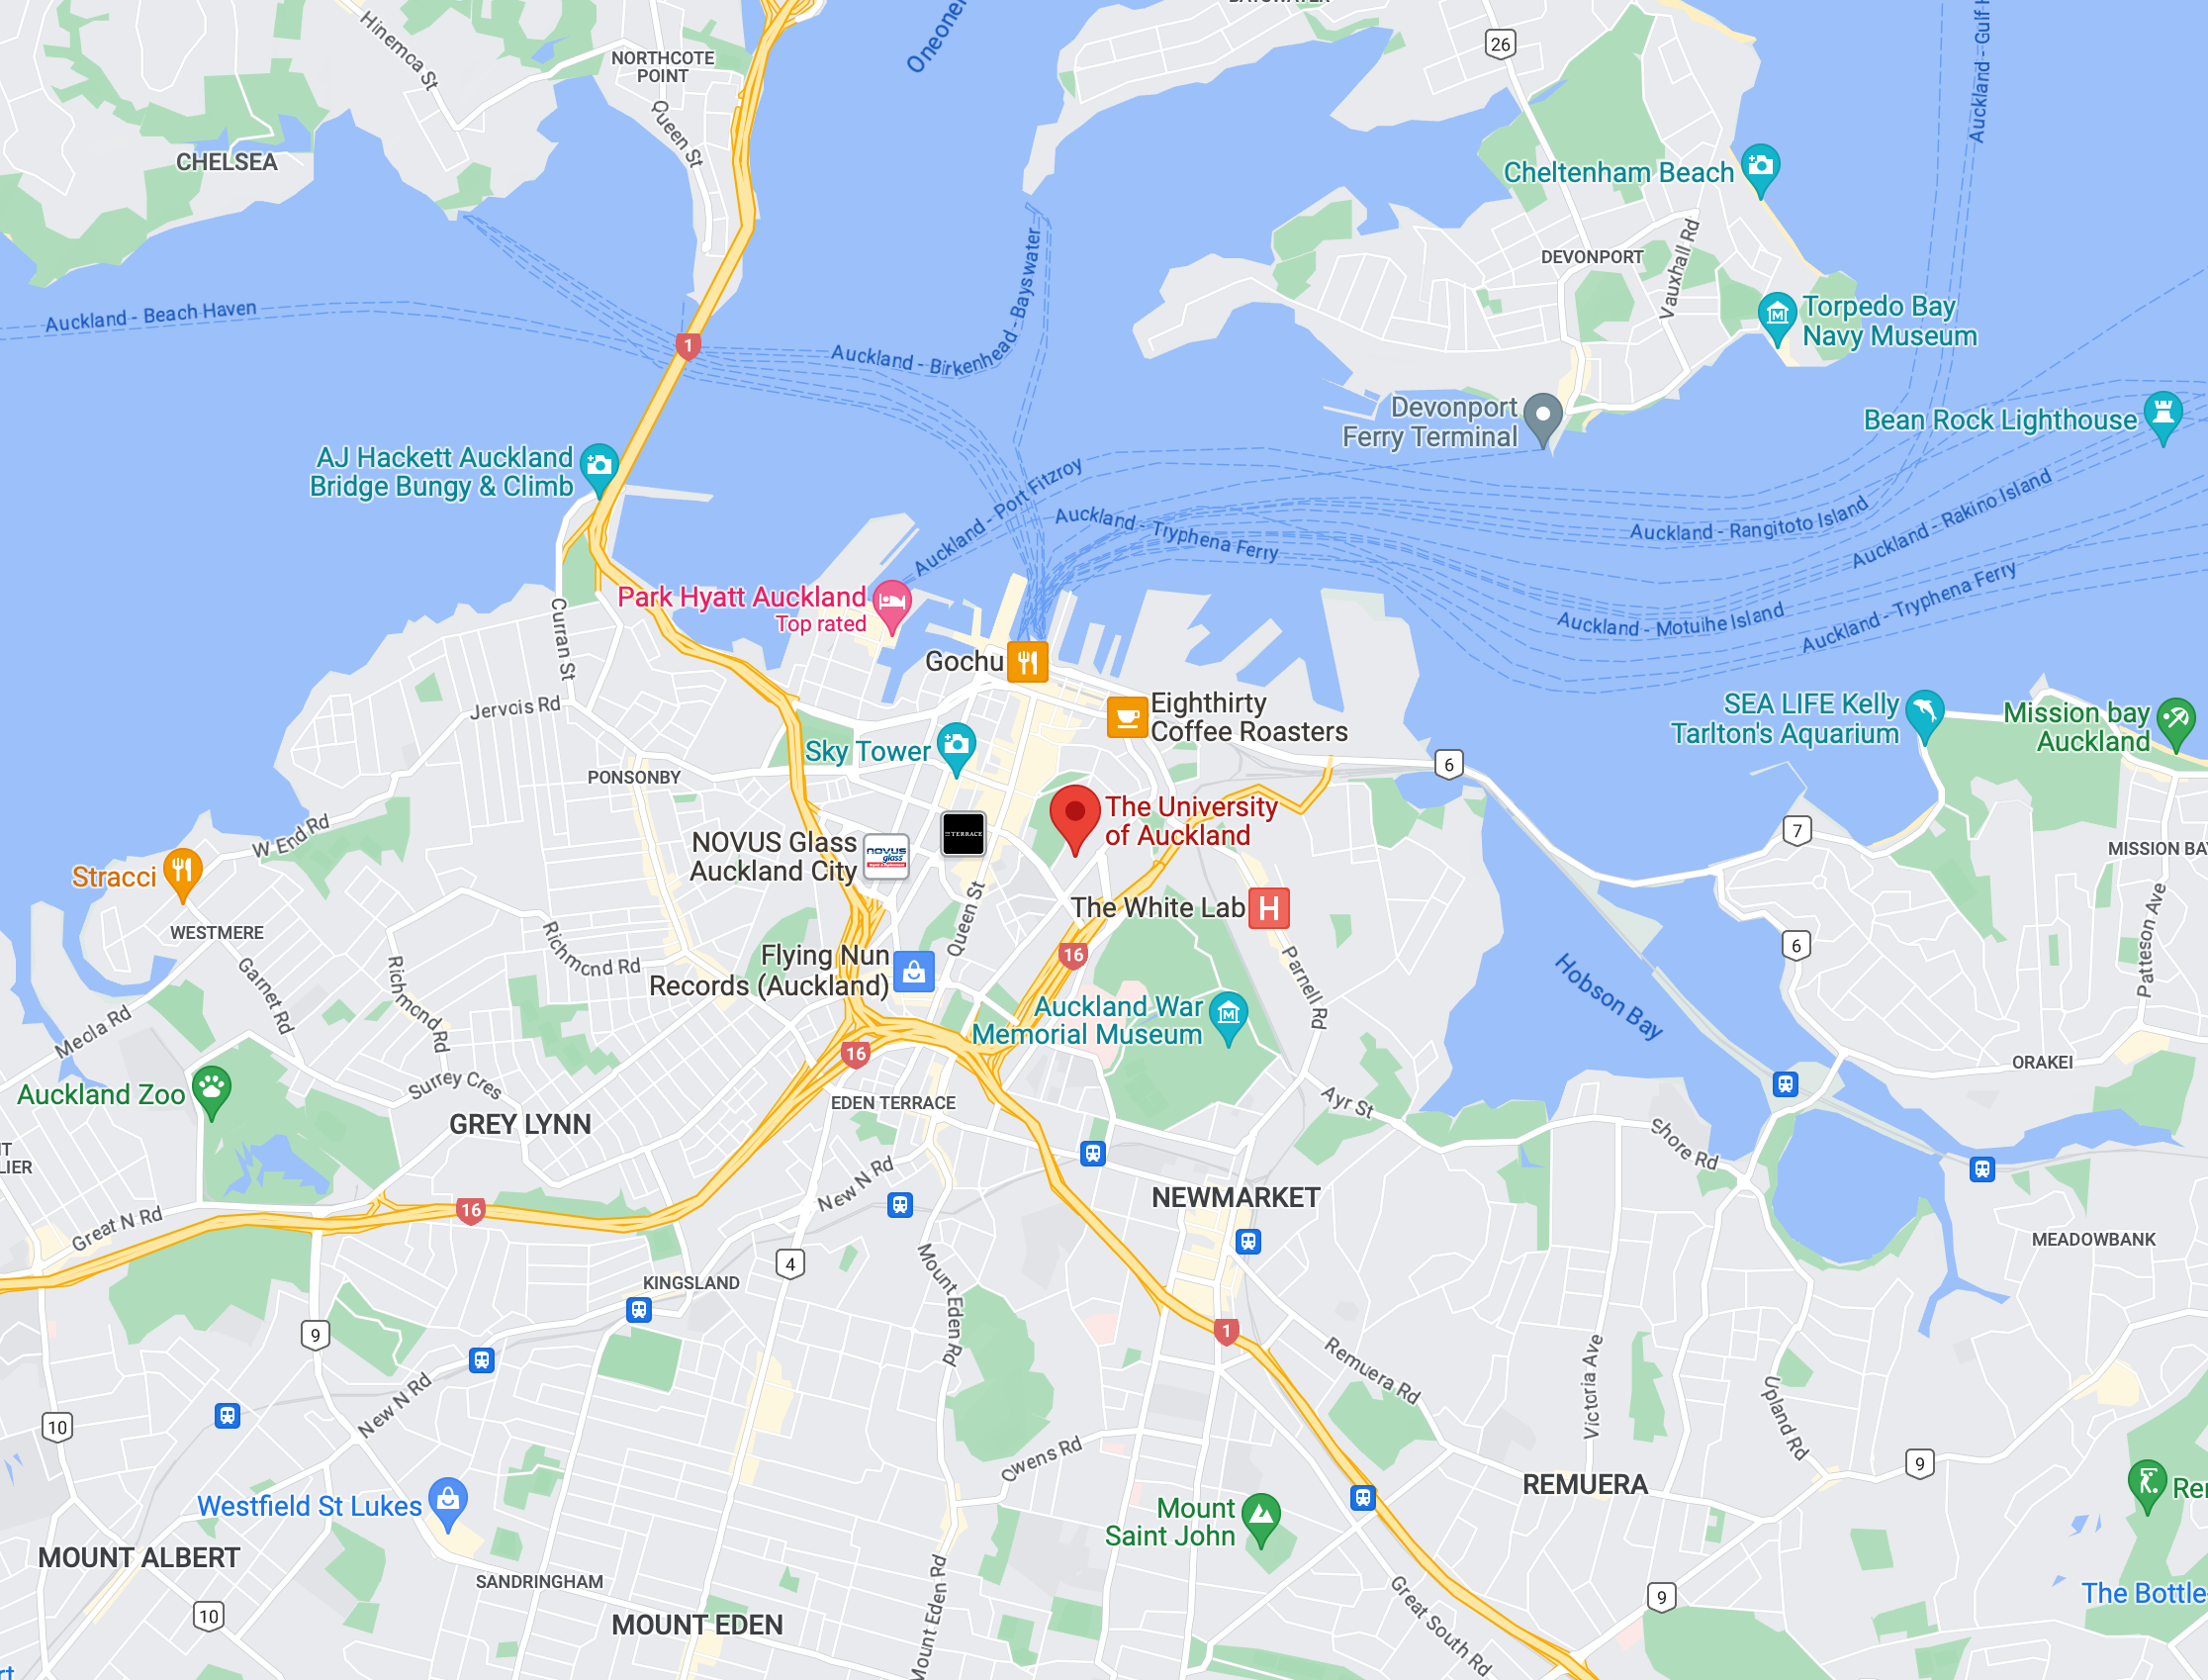 BAYSWATER
Oneoner
Auckland - Gulf H
Hinemoa St
26
NORTHCOTE
POINT
Queen St
CHELSEA
Cheltenham Beach
DEVONPORT
Vauxhall Rd
Auckland - Beach Haven
Torpedo Bay
Navy Museum
1
Auckland - Birkenhead - Bayswater
Devonport
Ferry Terminal
Bean Rock Lighthouse
AJ Hackett Auckland
Bridge Bungy & Climb
Auckland - Port Fitzroy
Auckland - Tryphena Ferry
Auckland - Rangitoto Island
Auckland - Rakino Island
Park Hyatt Auckland
Top rated
Auckland - Motuihe Island
Auckland - Tryphena Ferry
Curran St
Gochu
Jervois Rd
Eighthirty
Coffee Roasters
SEA LIFE Kelly
Tarlton's Aquarium
Mission bay
Auckland
Sky Tower
PONSONBY
6
The University
of Auckland
W End Rd
7
TERRACE
NOVUS Glass
Auckland City
novus
glass
MISSION BAY
Stracci
The White Lab
H
Queen St
Patteson Ave
WESTMERE
Richmond Rd
6
16
Flying Nun
Records (Auckland)
Garnet Rd
Richmond Rd
Parnell Rd
Hobson Bay
Auckland War
Memorial Museum
Meola Rd
16
ORAKEI
Auckland Zoo
Surrey Cres
EDEN TERRACE
Ayr St
GREY LYNN
Shore Rd
NT
LIER
New N Rd
NEWMARKET
16
Great N Rd
MEADOWBANK
4
KINGSLAND
Mount Eden Rd
9
1
Remuera Rd
Victoria Ave
Upland Rd
New N Rd
10
Owens Rd
9
REMUERA
Rer
Westfield St Lukes
Mount
Saint John
MOUNT ALBERT
SANDRINGHAM
The Bottle
9
10
MOUNT EDEN
Mount Eden Rd
Great South Rd
rt